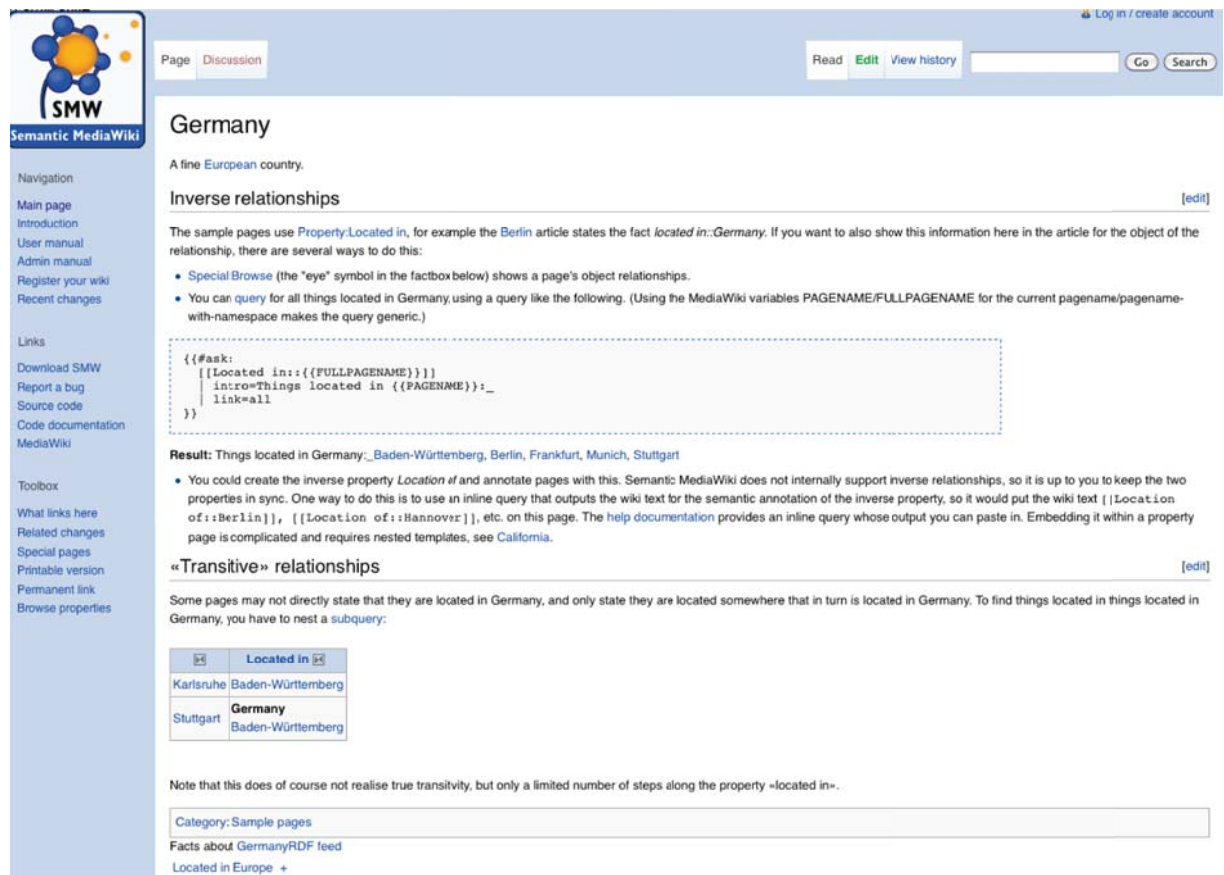 Log in / create account
Page Discussion
Read Edit View history
Go Search
SMW
Semantic MediaWiki
Navigation
Main page
Introduction
User manual
Admin manual
Register your wiki
Recent changes
Links
Download SMW
Report a bug
Source code
Code documentation
MediaWiki
Toolbox
What links here
Related changes
Special pages
Printable version
Permanent link
Browse properties
Germany
A fine European country.
Inverse relationships [edit]
The sample pages use Property:Located in, for example the Berlin article states the fact located in::Germany. If you want to also show this information here in the article for the object of the
relationship, there are several ways to do this:
• Special:Browse (the "eye" symbol in the factbox below) shows a page's object relationships.
• You can query for all things located in Germany, using a query like the following. (Using the MediaWiki variables PAGENAME/FULLPAGENAME for the current pagename/pagename-
with-namespace makes the query generic.)
{{#ask:
[[Located in::{{FULLPAGENAME}}]]
| intro=Things located in {{PAGENAME}}:_
| link=all
}}
Result: Things located in Germany:_Baden-Württemberg, Berlin, Frankfurt, Munich, Stuttgart
• You could create the inverse property Location of and annotate pages with this. Semantic MediaWiki does not internally support inverse relationships, so it is up to you to keep the two
properties in sync. One way to do this is to use an inline query that outputs the wiki text for the semantic annotation of the inverse property, so it would put the wiki text [[Location
of::Berlin]], [[Location of::Hannover]], etc. on this page. The help documentation provides an inline query whose output you can paste in. Embedding it within a property
page is complicated and requires nested templates, see California.
«Transitive» relationships [edit]
Some pages may not directly state that they are located in Germany, and only state they are located somewhere that in turn is located in Germany. To find things located in things located in
Germany, you have to nest a subquery:
Located in
Karlsruhe Baden-Württemberg
Stuttgart Germany
Baden-Württemberg
Note that this does of course not realise true transitvity, but only a limited number of steps along the property «located in».
Category: Sample pages
Facts about GermanyRDF feed
Located in Europe +